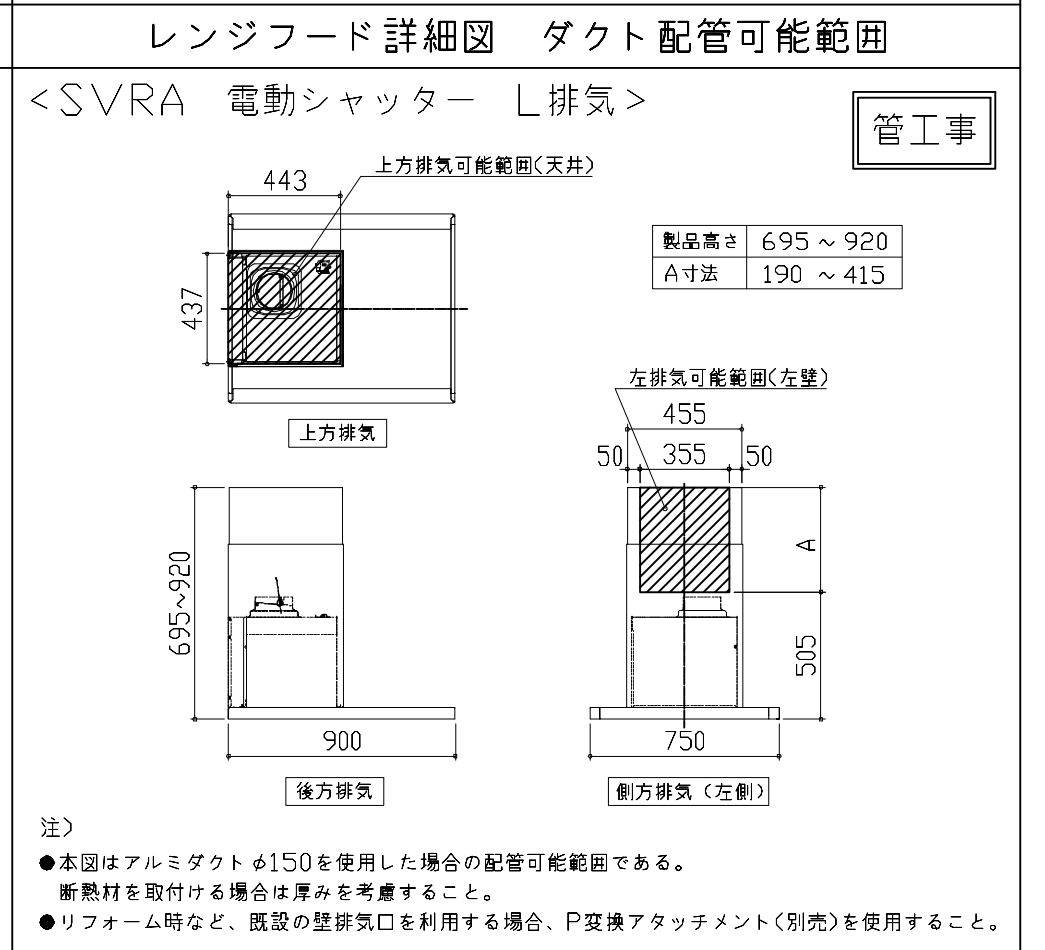 レンジフード詳細図 ダクト配管可能範囲
<SVRA 電動シャッター L排気>
管工事
上方排気可能範囲(天井)
443
437
上方排気
製品高さ 695 ~ 920
A寸法 190 ~ 415
左排気可能範囲(左壁)
455
50 355 50
A
505
695~920
900
750
後方排気
側方排気(左側)
注)
●本図はアルミダクトφ150を使用した場合の配管可能範囲である。
断熱材を取付ける場合は厚みを考慮すること。
●リフォーム時など、既設の壁排気口を利用する場合、P変換アタッチメント(別売)を使用すること。